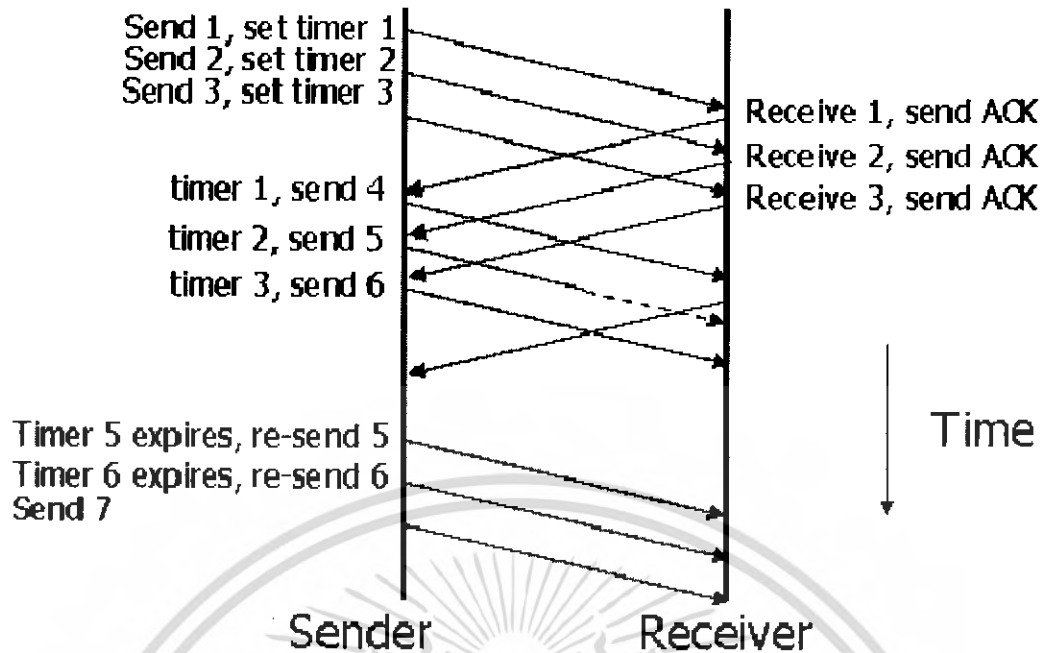 Send 1, set timer 1
Send 2, set timer 2
Send 3, set timer 3
Receive 1, send ACK
Receive 2, send ACK
Receive 3, send ACK
timer 1, send 4
timer 2, send 5
timer 3, send 6
Time
Timer 5 expires, re-send 5
Timer 6 expires, re-send 6
Send 7
Sender
Receiver